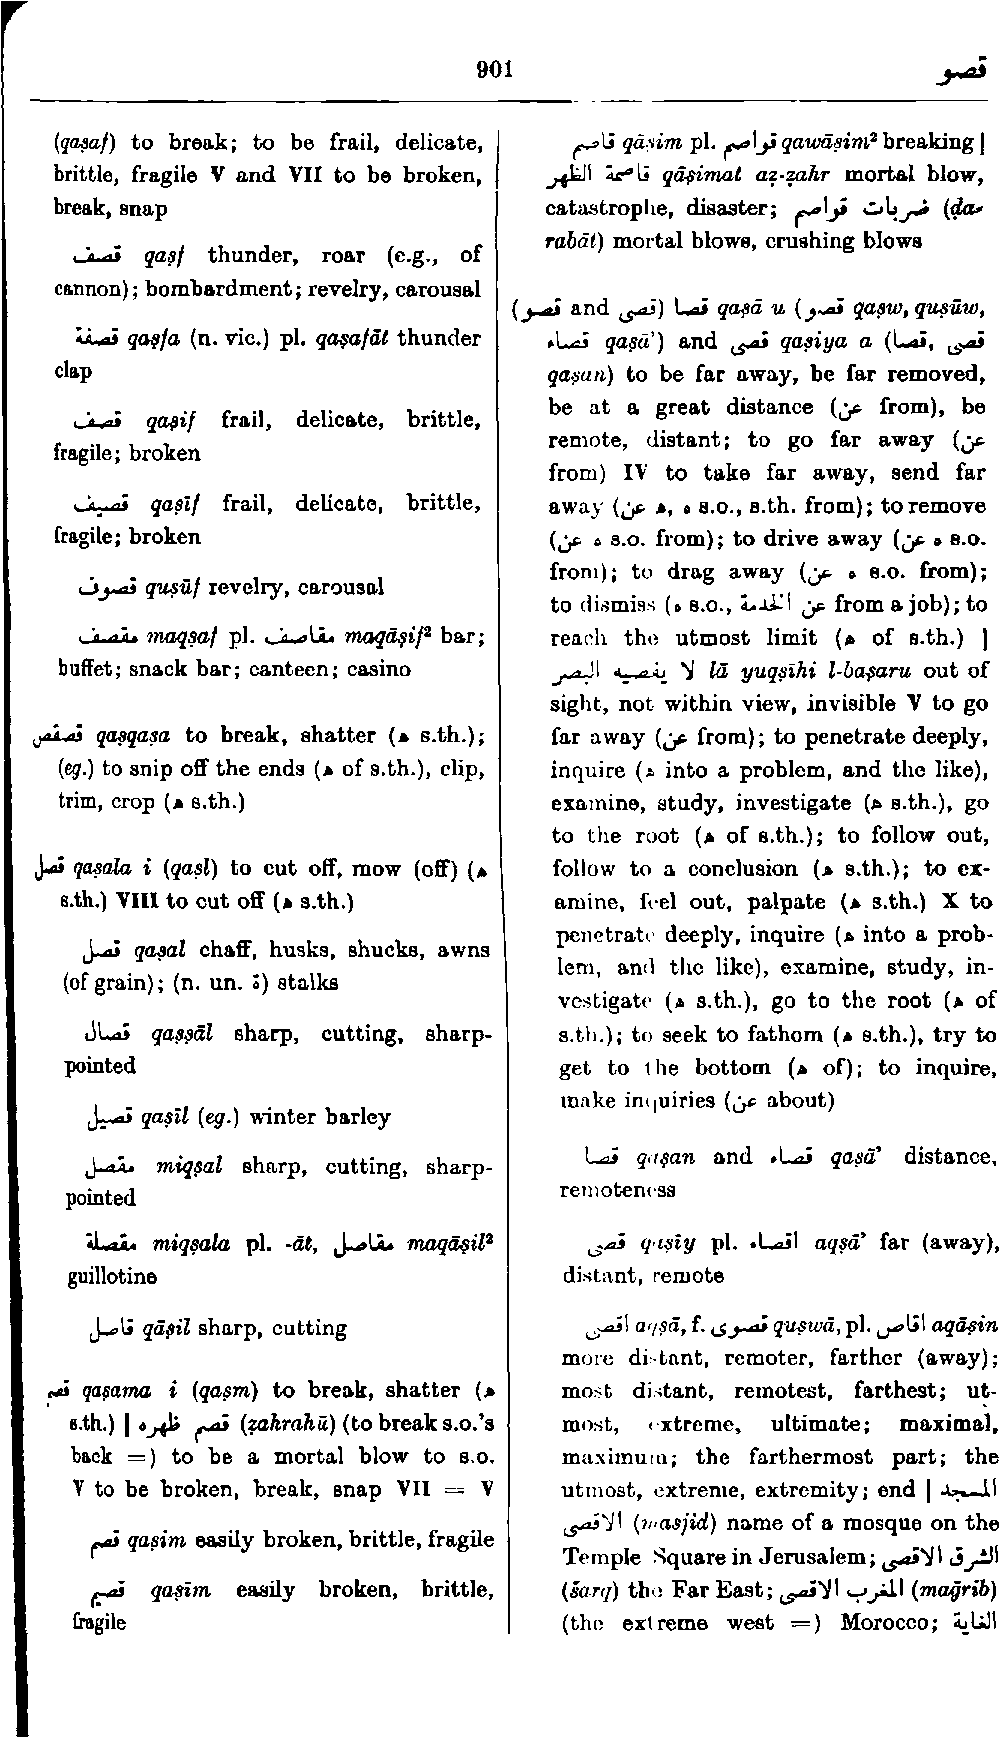 901
قصو
(qaṣaf) to break; to be frail, delicate,
brittle, fragile V and VII to be broken,
break, snap
قصف qaṣf thunder, roar (e.g., of
cannon); bombardment; revelry, carousal
قصفة qaṣfa (n. vic.) pl. qaṣafāt thunder
clap
قصف qaṣif frail, delicate, brittle,
fragile; broken
قصيف qaṣīf frail, delicate, brittle,
fragile; broken
قصوف quṣūf revelry, carousal
مقصف maqṣaf pl. مقاصف maqāṣif² bar;
buffet; snack bar; canteen; casino
قصقص qaṣqaṣa to break, shatter (ه s.th.);
(eg.) to snip off the ends (ه of s.th.), clip,
trim, crop (ه s.th.)
قصل qaṣala i (qaṣl) to cut off, mow (off) (ه
s.th.) VIII to cut off (ه s.th.)
قصل qaṣal chaff, husks, shucks, awns
(of grain); (n. un. ة) stalks
قصال qaṣṣāl sharp, cutting, sharp-
pointed
قصيل qaṣīl (eg.) winter barley
مقصل miqṣal sharp, cutting, sharp-
pointed
مقصلة miqṣala pl. -āt, مقاصل maqāṣil²
guillotine
قاصل qāṣil sharp, cutting
قصم qaṣama i (qaṣm) to break, shatter (ه
s.th.) | قصم ظهره (ẓahrahū) (to break s.o.'s
back =) to be a mortal blow to s.o.
V to be broken, break, snap VII = V
قصم qaṣim easily broken, brittle, fragile
قصيم qaṣīm easily broken, brittle,
fragile
قاصم qāṣim pl. قواصم qawāṣim² breaking |
قاصمة الظهر qāṣimat aẓ-ẓahr mortal blow,
catastrophe, disaster; ضربات قواصم (ḍa-
rabāt) mortal blows, crushing blows
(قصو and قصى) قصا qaṣā u (قصو qaṣw, quṣūw,
قصاء qaṣā’) and قصى qaṣiya a (قصا, قصى
qaṣan) to be far away, be far removed,
be at a great distance (عن from), be
remote, distant; to go far away (عن
from) IV to take far away, send far
away (عن ه, ه s.o., s.th. from); to remove
(عن ه s.o. from); to drive away (عن ه s.o.
from); to drag away (عن ه s.o. from);
to dismiss (ه s.o., عن الخدمة from a job); to
reach the utmost limit (ه of s.th.) |
لا يقصيه البصر lā yuqṣīhi l-baṣaru out of
sight, not within view, invisible V to go
far away (عن from); to penetrate deeply,
inquire (ه into a problem, and the like),
examine, study, investigate (ه s.th.), go
to the root (ه of s.th.); to follow out,
follow to a conclusion (ه s.th.); to ex-
amine, feel out, palpate (ه s.th.) X to
penetrate deeply, inquire (ه into a prob-
lem, and the like), examine, study, in-
vestigate (ه s.th.), go to the root (ه of
s.th.); to seek to fathom (ه s.th.), try to
get to the bottom (ه of); to inquire,
make inquiries (عن about)
قصا qaṣan and قصاء qaṣā’ distance,
remoteness
قصى qaṣīy pl. اقصاء aqṣā’ far (away),
distant, remote
اقصى aqṣā, f. قصوى quṣwā, pl. اقاص aqāṣin
more distant, remoter, farther (away);
most distant, remotest, farthest; ut-
most, extreme, ultimate; maximal,
maximum; the farthermost part; the
utmost, extreme, extremity; end | المسجد
الاقصى (masjid) name of a mosque on the
Temple Square in Jerusalem; الشرق الاقصى
(šarq) the Far East; المغرب الاقصى (maḡrib)
(the extreme west =) Morocco; الغاية